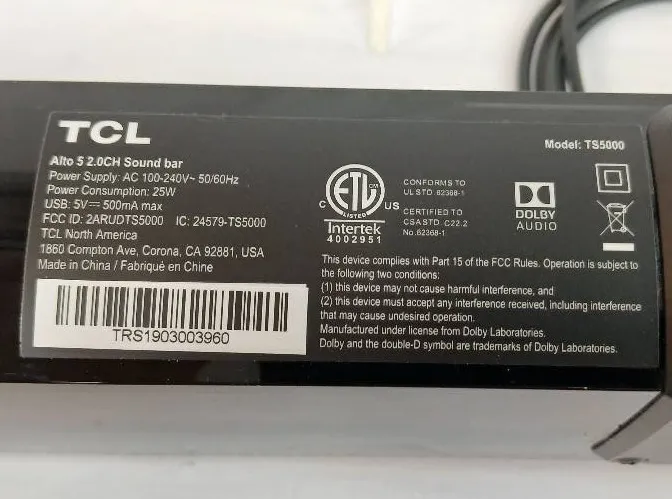 TCL
Model: TS5000
Alto 5 2.0CH Sound bar
Power Supply: AC 100-240V~ 50/60Hz
Power Consumption: 25W
USB: 5V⎓ 500mA max
FCC ID: 2ARUDTS5000 IC: 24579-TS5000
TCL North America
1860 Compton Ave, Corona, CA 92881, USA
Made in China / Fabriqué en Chine
TRS1903003960
ETL CM
LISTED
C US
Intertek
4002951
CONFORMS TO
UL STD. 62368-1
CERTIFIED TO
CSA STD. C22.2
No.62368-1
DOLBY
AUDIO
This device complies with Part 15 of the FCC Rules. Operation is subject to
the following two conditions:
(1) this device may not cause harmful interference, and
(2) this device must accept any interference received, including interference
that may cause undesired operation.
Manufactured under license from Dolby Laboratories.
Dolby and the double-D symbol are trademarks of Dolby Laboratories.